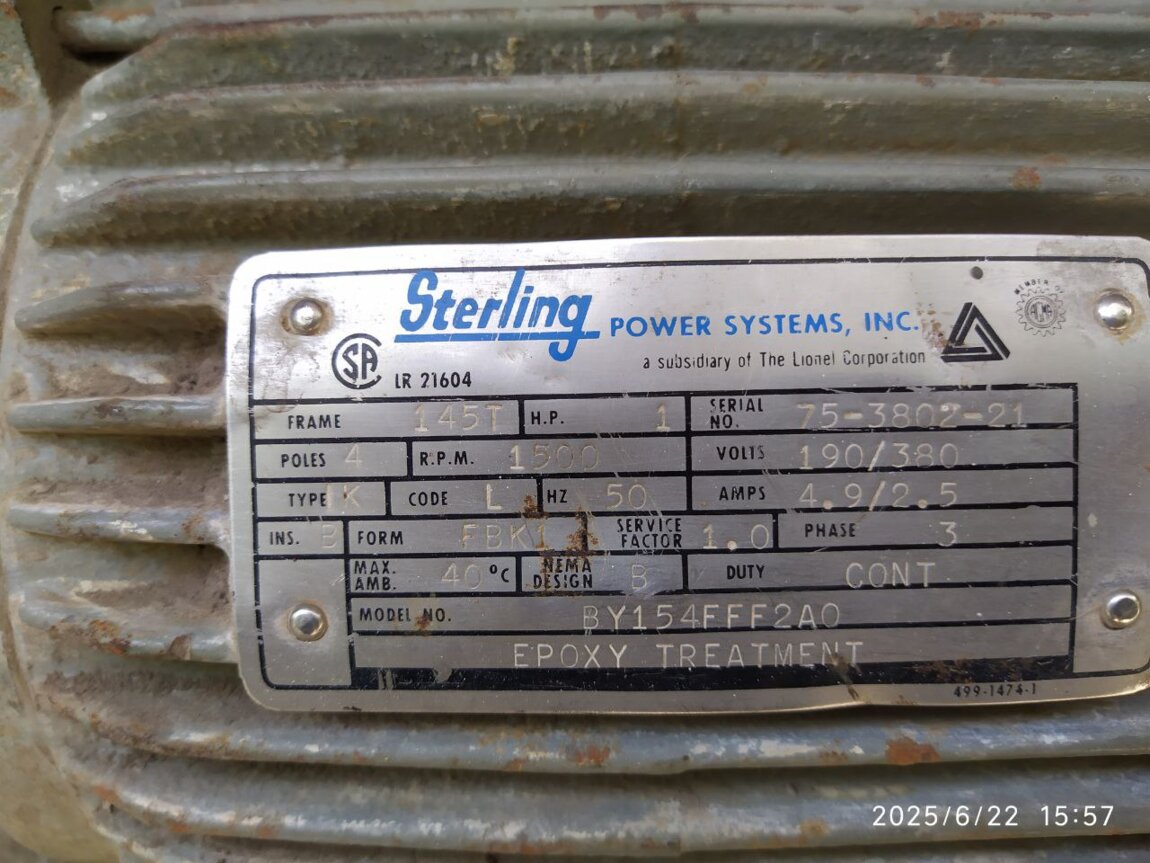 Sterling POWER SYSTEMS, INC.
a subsidiary of The Lionel Corporation
MEMBER OF
SA LR 21604
FRAME 145T H.P. 1 SERIAL NO. 75-3802-21
POLES 4 R.P.M. 1500 VOLTS 190/380
TYPE K CODE L HZ 50 AMPS 4.9/2.5
INS. B FORM FBK1 SERVICE FACTOR 1.0 PHASE 3
MAX. AMB. 40 °C NEMA DESIGN B DUTY CONT
MODEL NO. BY154FFF2A0
EPOXY TREATMENT
499-1474-1
2025/6/22 15:57